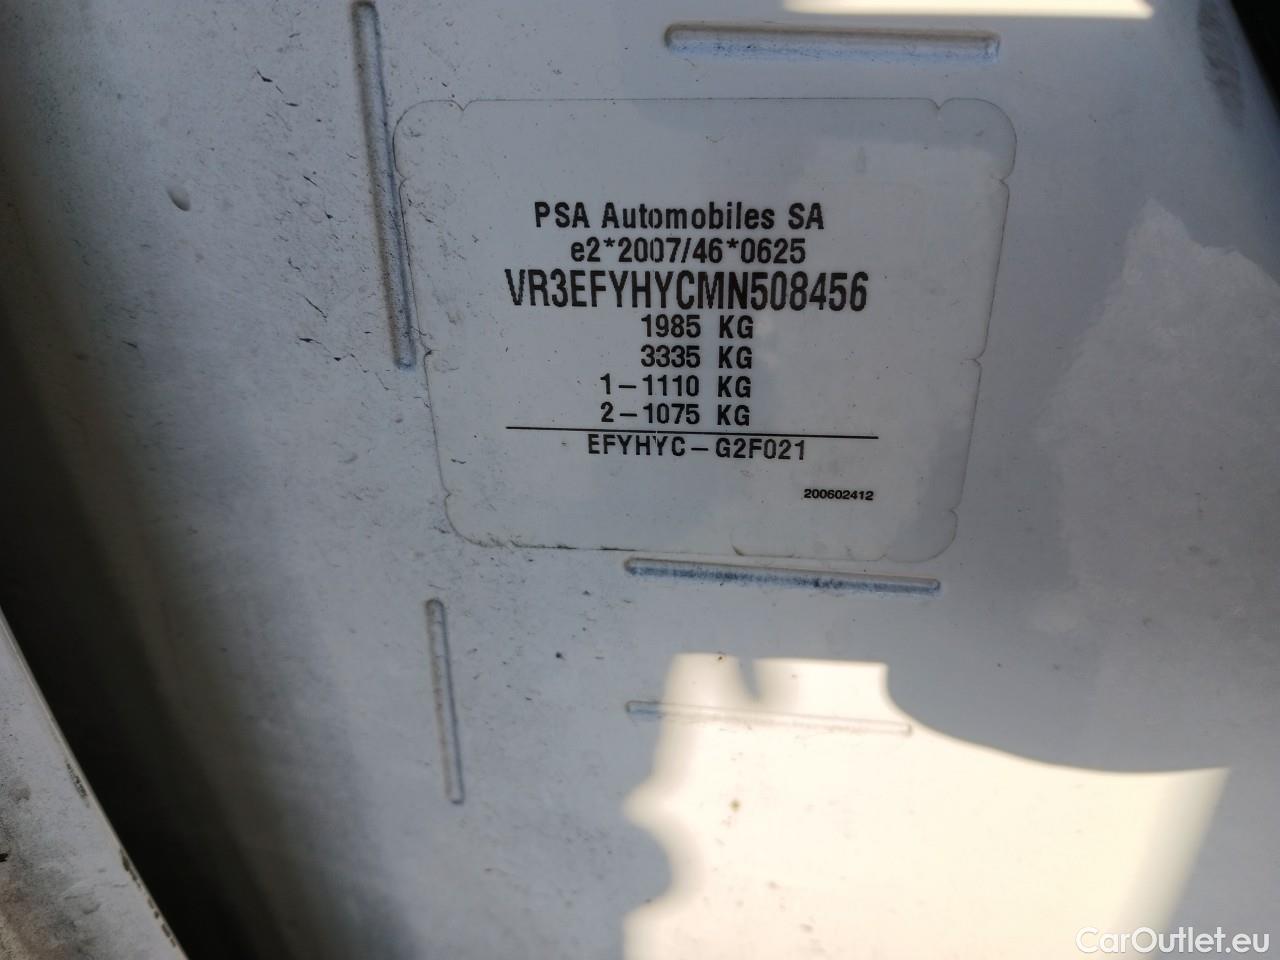 PSA Automobiles SA
e2*2007/46*0625
VR3EFYHYCMN508456
1985 KG
3335 KG
1-1110 KG
2-1075 KG
EFYHYC-G2F021
200602412
CarOutlet.eu